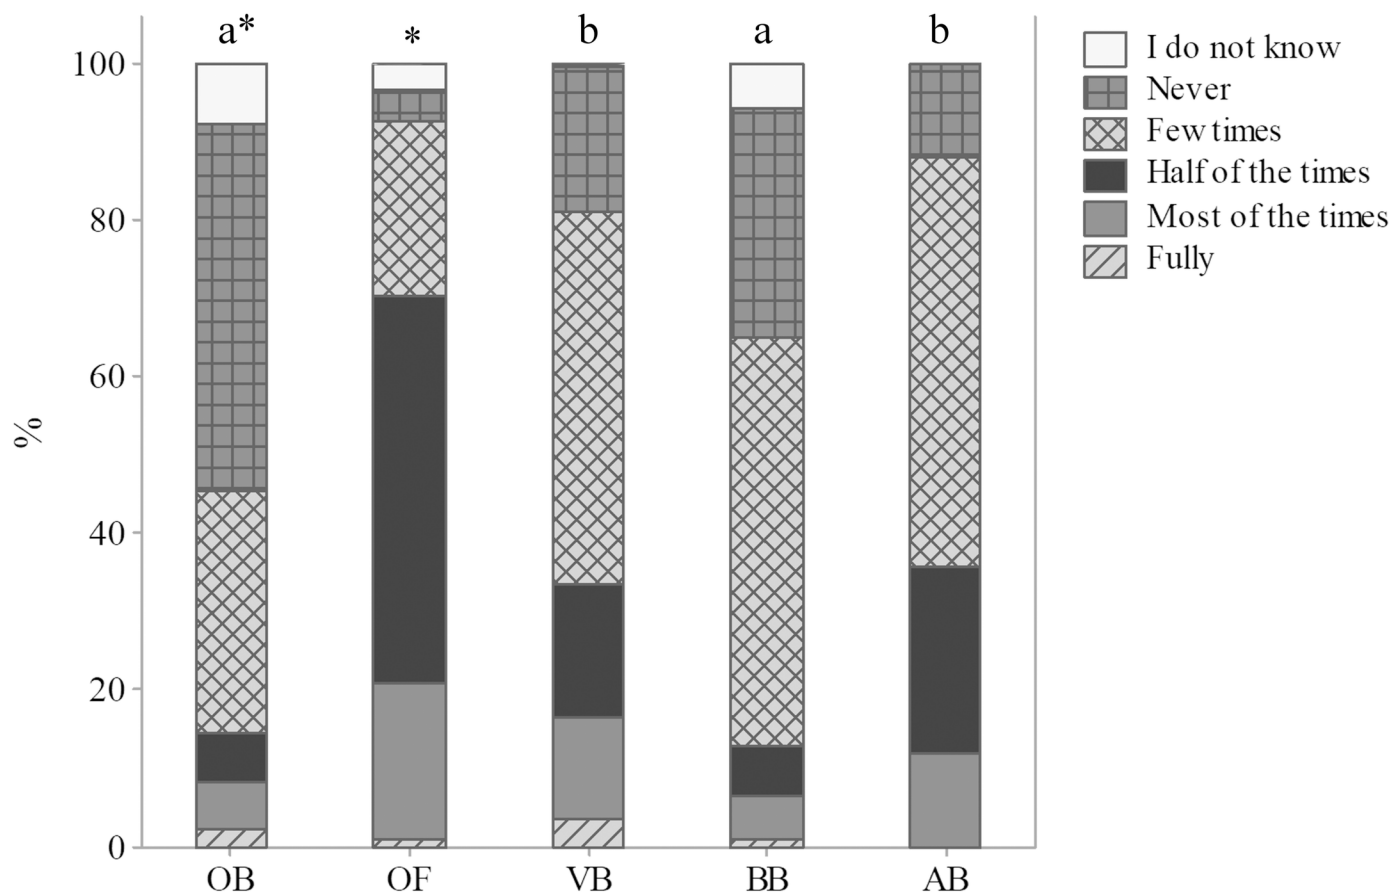 a* * b a b
100
80
60
40
20
0
%
OB OF VB BB AB
I do not know
Never
Few times
Half of the times
Most of the times
Fully